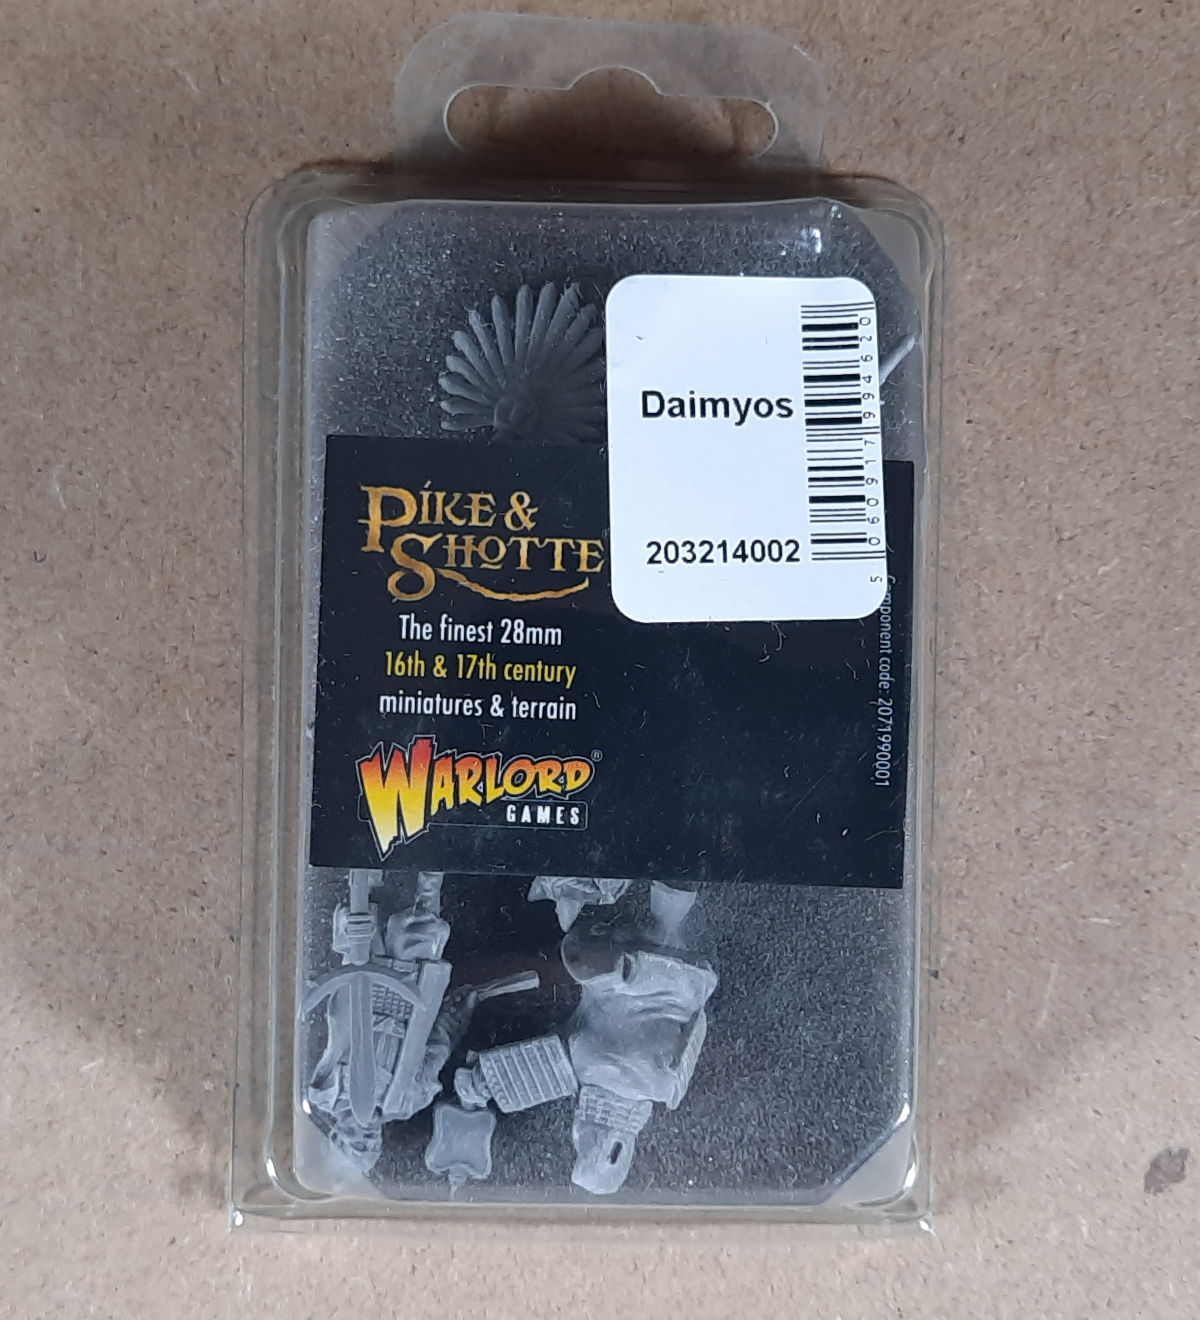 Daimyos
203214002
5 060917 994620
PIKE &
SHOTTE
The finest 28mm
16th & 17th century
miniatures & terrain
WARLORD®
GAMES
Component code: 2071990001